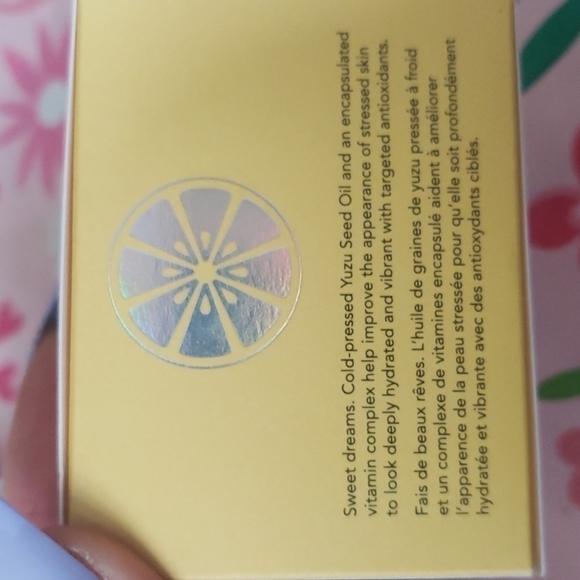 Sweet dreams. Cold-pressed Yuzu Seed Oil and an encapsulated
vitamin complex help improve the appearance of stressed skin
to look deeply hydrated and vibrant with targeted antioxidants.
Fais de beaux rêves. L'huile de graines de yuzu pressée à froid
et un complexe de vitamines encapsulé aident à améliorer
l'apparence de la peau stressée pour qu'elle soit profondément
hydratée et vibrante avec des antioxydants ciblés.